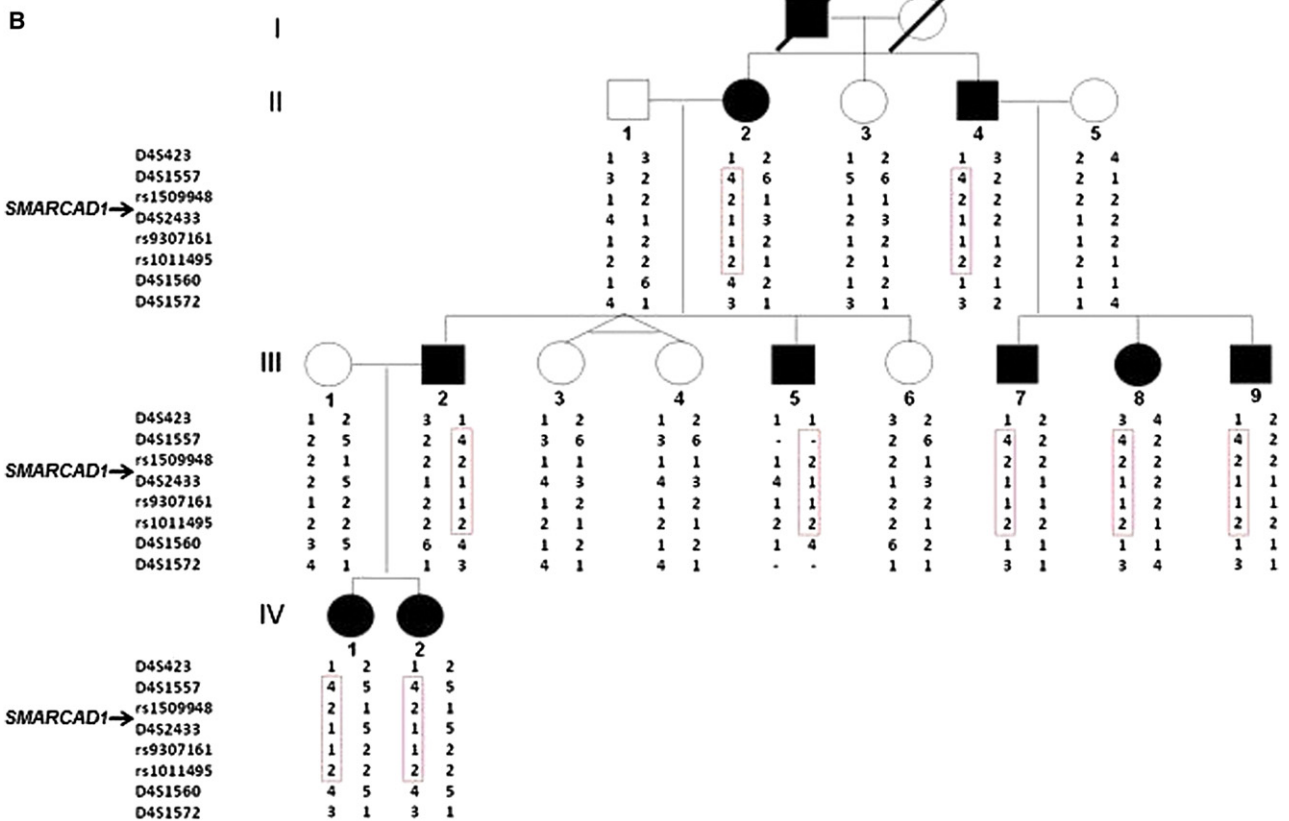 B
I
II
1 2 3 4 5
D4S423 1 3 1 2 1 2 1 3 2 4
D4S1557 3 2 4 6 5 6 4 2 2 1
rs1509948 1 2 2 1 1 1 2 2 2 2
SMARCAD1
D4S2433 4 1 1 3 2 3 1 2 1 2
rs9307161 1 2 1 2 1 2 1 1 1 2
rs1011495 2 2 2 1 2 1 2 2 2 1
D4S1560 1 6 4 2 1 2 1 1 1 1
D4S1572 4 1 3 1 3 1 3 2 1 4
III
1 2 3 4 5 6 7 8 9
D4S423 1 2 3 1 1 2 1 2 1 1 3 2 1 2 3 4 1 2
D4S1557 2 5 2 4 3 6 3 6 - - 2 6 4 2 4 2 4 2
rs1509948 2 1 2 2 1 1 1 1 1 2 2 1 2 2 2 2 2 2
SMARCAD1
D4S2433 2 5 1 1 4 3 4 3 4 1 1 3 1 1 1 2 1 1
rs9307161 1 2 2 1 1 2 1 2 1 1 2 2 1 1 1 2 1 1
rs1011495 2 2 2 2 2 1 2 1 2 2 2 1 2 2 2 1 2 2
D4S1560 3 5 6 4 1 2 1 2 1 4 6 2 1 1 1 1 1 1
D4S1572 4 1 1 3 4 1 4 1 - - 1 1 3 1 3 4 3 1
IV
1 2
D4S423 1 2 1 2
D4S1557 4 5 4 5
rs1509948 2 1 2 1
SMARCAD1
D4S2433 1 5 1 5
rs9307161 1 2 1 2
rs1011495 2 2 2 2
D4S1560 4 5 4 5
D4S1572 3 1 3 1